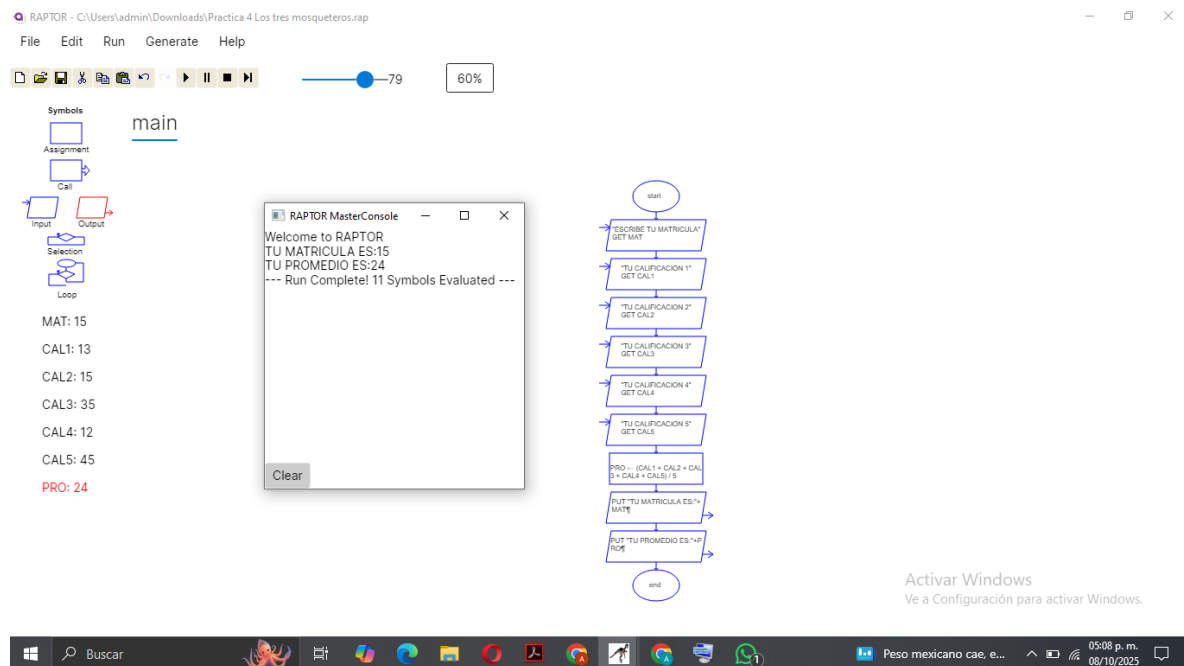 RAPTOR - C:\Users\admin\Downloads\Practica 4 Los tres mosqueteros.rap
File Edit Run Generate Help
79
60%
Symbols
Assignment
Call
Input Output
Selection
Loop
MAT: 15
CAL1: 13
CAL2: 15
CAL3: 35
CAL4: 12
CAL5: 45
PRO: 24
main
RAPTOR MasterConsole
Welcome to RAPTOR
TU MATRICULA ES:15
TU PROMEDIO ES:24
--- Run Complete! 11 Symbols Evaluated ---
Clear
start
"ESCRIBE TU MATRICULA"
GET MAT
"TU CALIFICACION 1"
GET CAL1
"TU CALIFICACION 2"
GET CAL2
"TU CALIFICACION 3"
GET CAL3
"TU CALIFICACION 4"
GET CAL4
"TU CALIFICACION 5"
GET CAL5
PRO ← (CAL1 + CAL2 + CAL
3 + CAL4 + CAL5) / 5
PUT "TU MATRICULA ES:"+
MAT¶
PUT "TU PROMEDIO ES:"+P
RO¶
end
Activar Windows
Ve a Configuración para activar Windows.
Buscar
1
Peso mexicano cae, e...
05:08 p. m.
08/10/2025